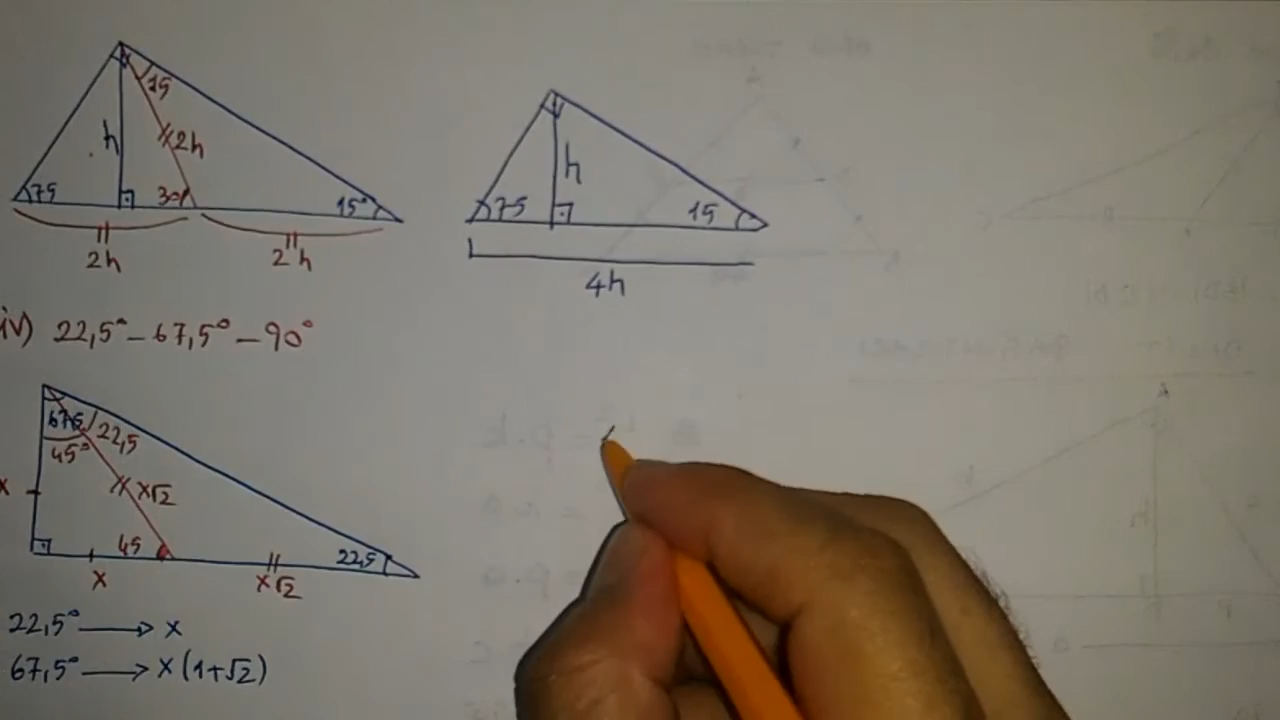 15
h
2h
75
30
15°
2h
2h
h
75
15
4h
iv) 22,5° - 67,5° - 90°
67,5
22,5
45°
x
x√2
45
22,5
x
x√2
22,5° → x
67,5° → x(1+√2)